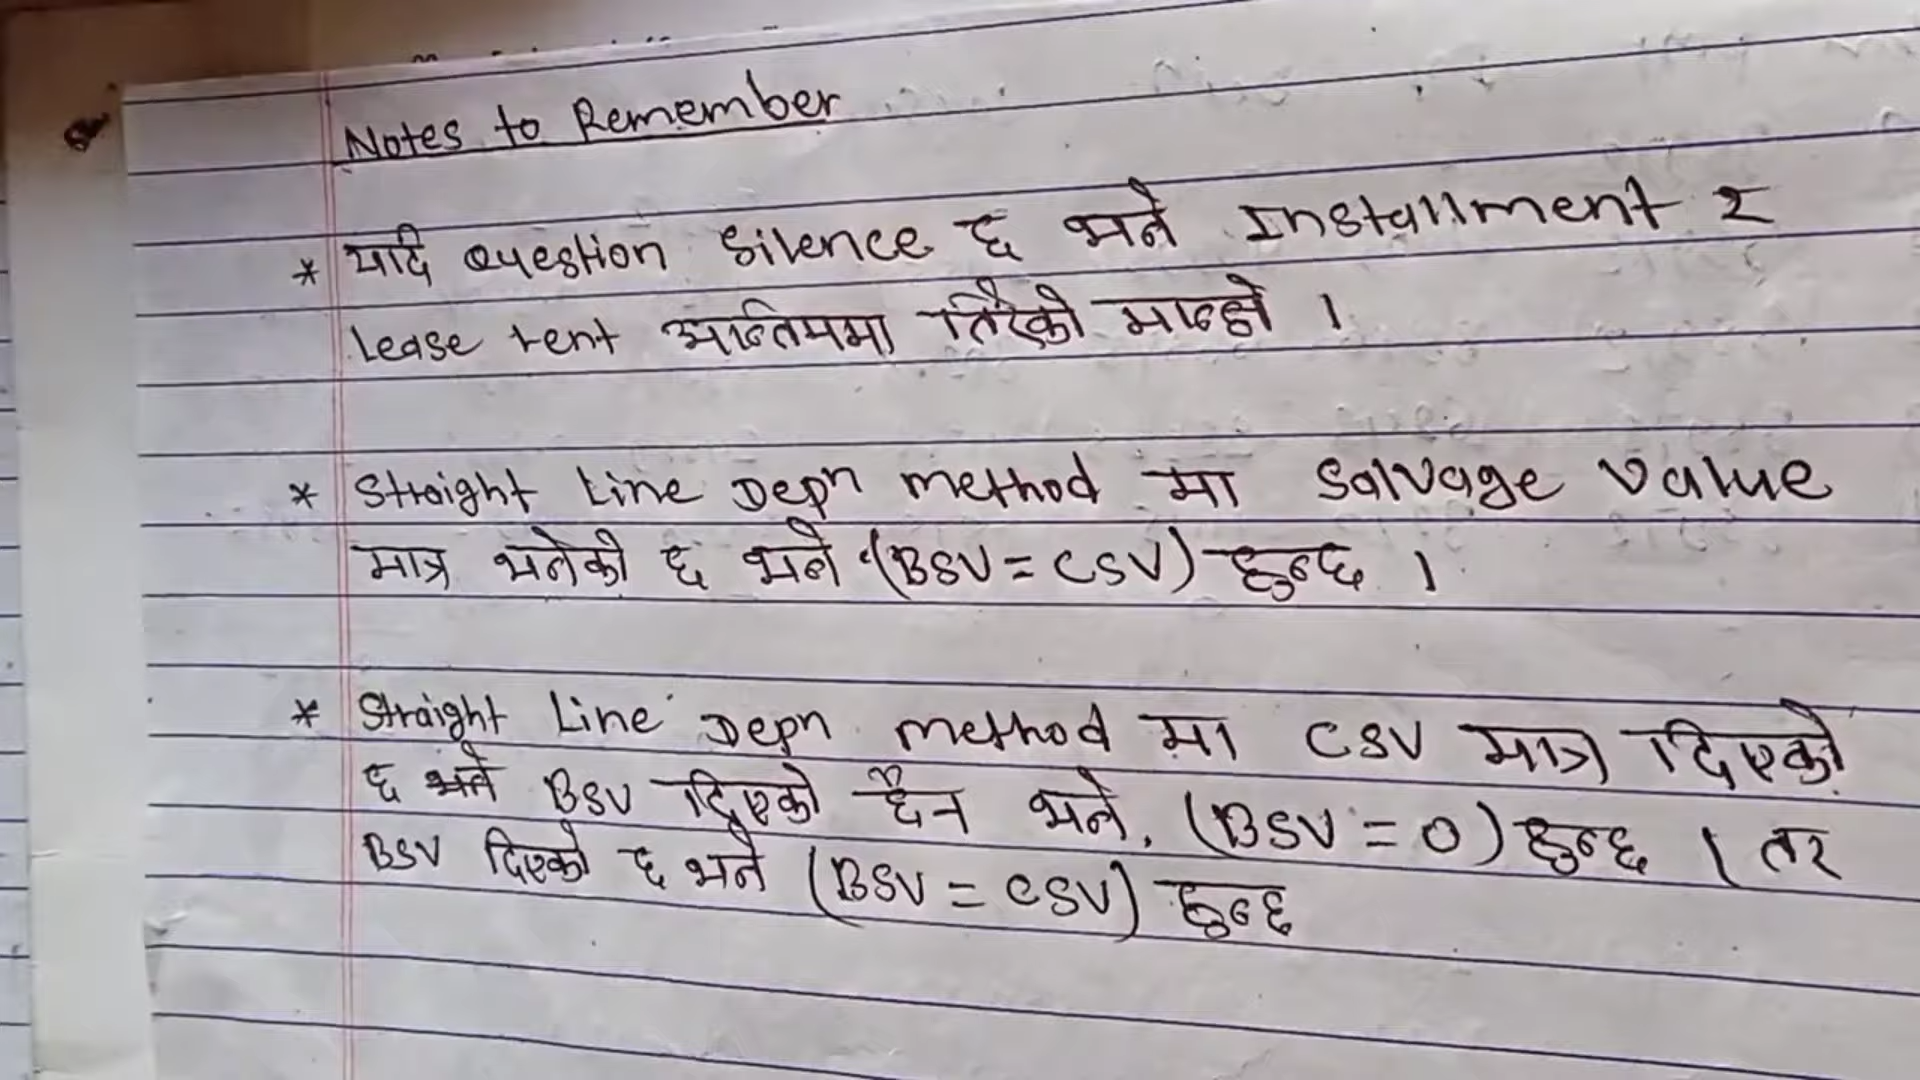 Notes to Remember
* यदि question silence छ भने Installment र
Lease rent अन्तिममा तिरेको मान्ने ।
* Straight Line Depn method मा Salvage Value
मात्र भनेको छ भने (BSV = CSV) हुन्छ ।
* Straight Line Depn method मा CSV मात्र दिएको
छ भने BSV दिएको छैन भने, (BSV = 0) हुन्छ । तर
BSV दिएको छ भने (BSV = CSV) हुन्छ